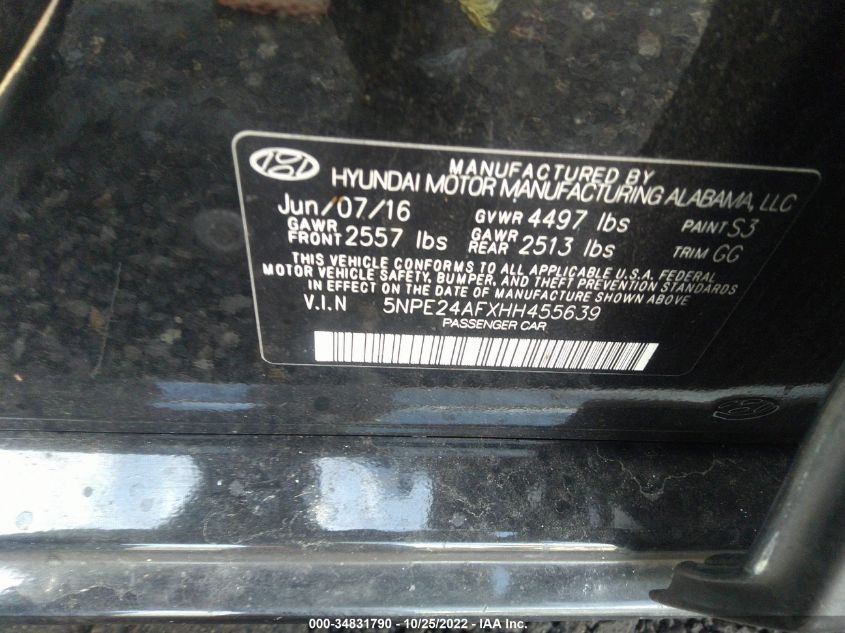 MANUFACTURED BY
HYUNDAI MOTOR MANUFACTURING ALABAMA, LLC
Jun/07/16 GVWR 4497 lbs PAINT S3
GAWR FRONT 2557 lbs GAWR REAR 2513 lbs TRIM GG
THIS VEHICLE CONFORMS TO ALL APPLICABLE U.S.A. FEDERAL
MOTOR VEHICLE SAFETY, BUMPER, AND THEFT PREVENTION STANDARDS
IN EFFECT ON THE DATE OF MANUFACTURE SHOWN ABOVE
V.I.N 5NPE24AFXHH455639
PASSENGER CAR
000-34831790 - 10/25/2022 - IAA Inc.